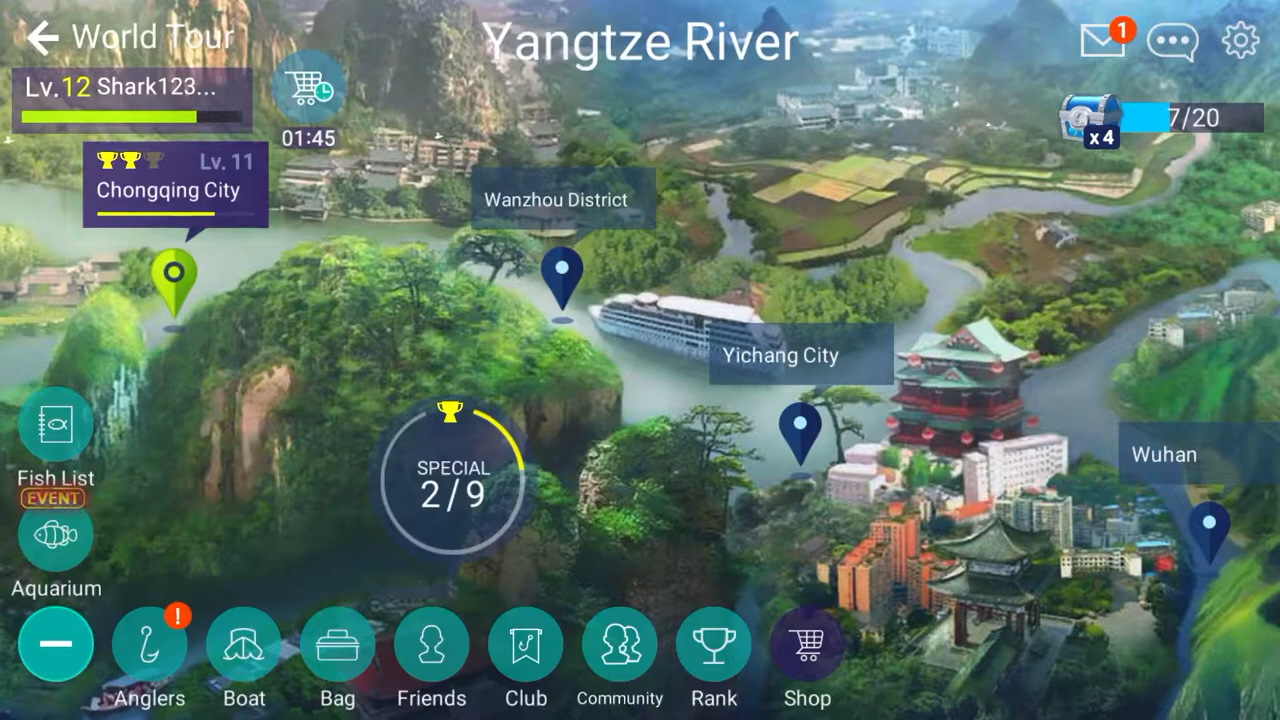 World Tour
Yangtze River
1
Lv.12 Shark123...
01:45
x4
7/20
Lv. 11
Chongqing City
Wanzhou District
Yichang City
Wuhan
SPECIAL
2/9
Fish List
EVENT
Aquarium
!
Anglers
Boat
Bag
Friends
Club
Community
Rank
Shop